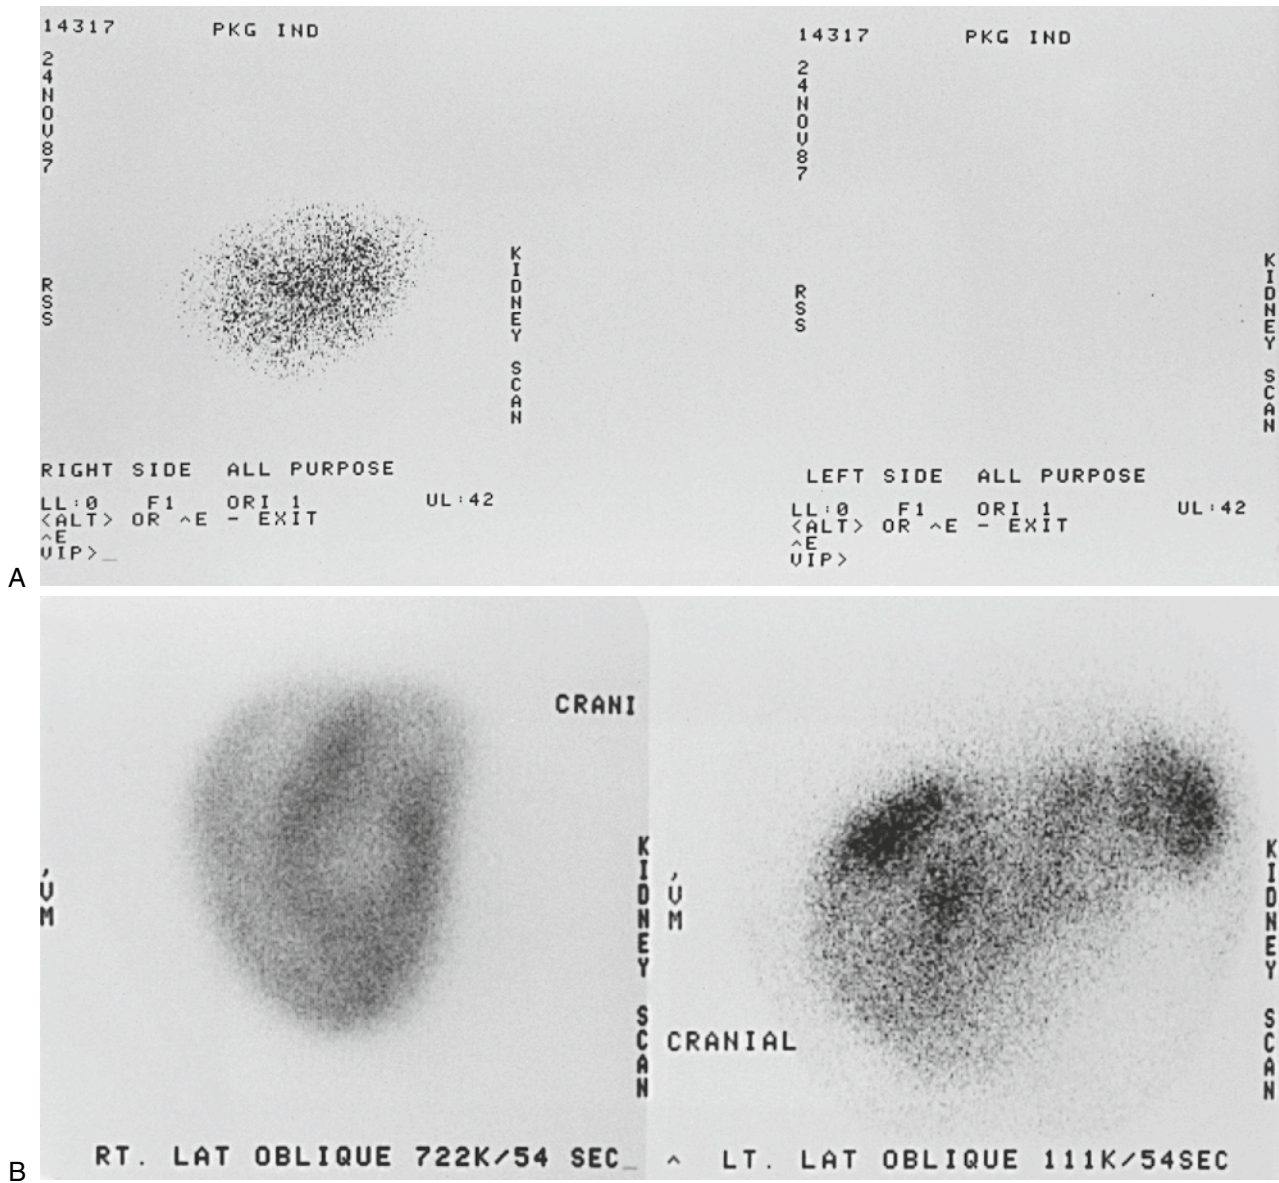 14317 PKG IND
24NOV87
RSS
KIDNEY SCAN
RIGHT SIDE ALL PURPOSE
LL:0 F1 ORI 1 UL:42
<ALT> OR ^E - EXIT
^E
VIP>_
14317 PKG IND
24NOV87
RSS
KIDNEY SCAN
LEFT SIDE ALL PURPOSE
LL:0 F1 ORI 1 UL:42
<ALT> OR ^E - EXIT
^E
VIP>
A
CRANI
,VM
KIDNEY SCAN
RT. LAT OBLIQUE 722K/54 SEC_
,VM
CRANIAL
KIDNEY SCAN
^ LT. LAT OBLIQUE 111K/54SEC
B